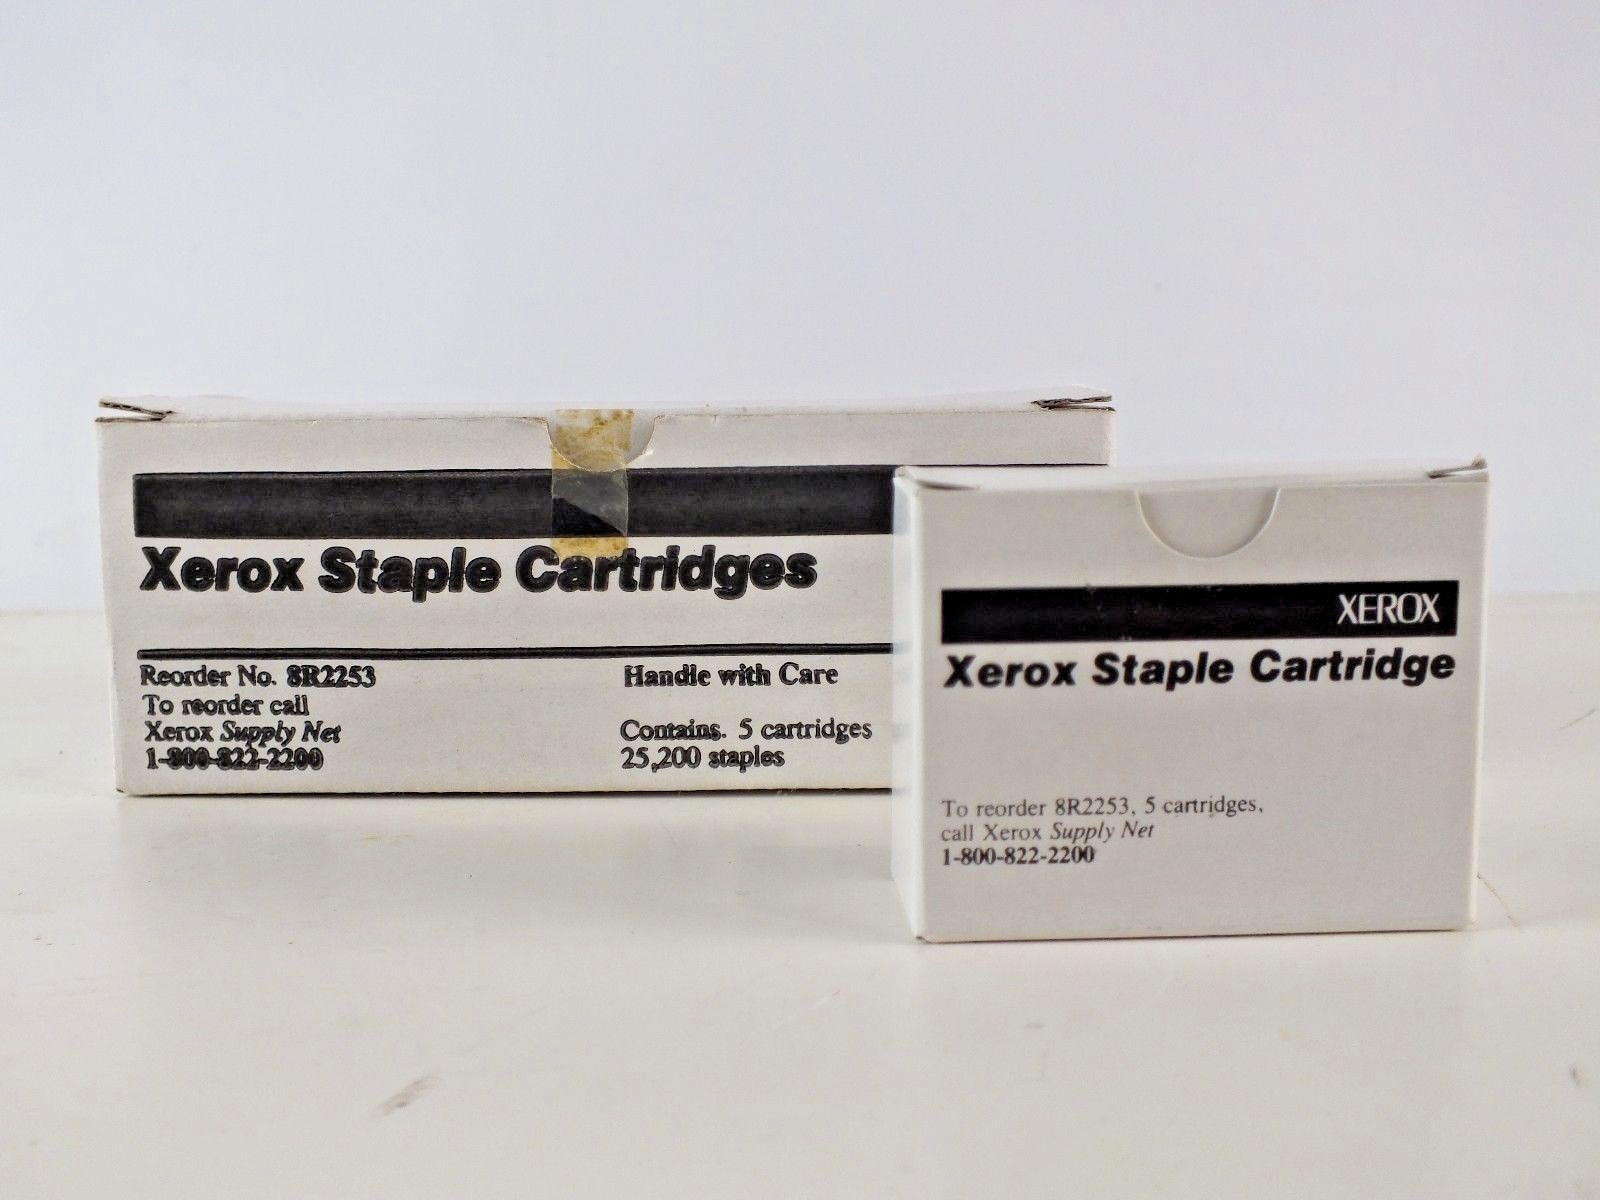 Xerox Staple Cartridges
Reorder No. 8R2253
To reorder call
Xerox Supply Net
1-800-822-2200
Handle with Care
Contains. 5 cartridges
25,200 staples
XEROX
Xerox Staple Cartridge
To reorder 8R2253, 5 cartridges,
call Xerox Supply Net
1-800-822-2200